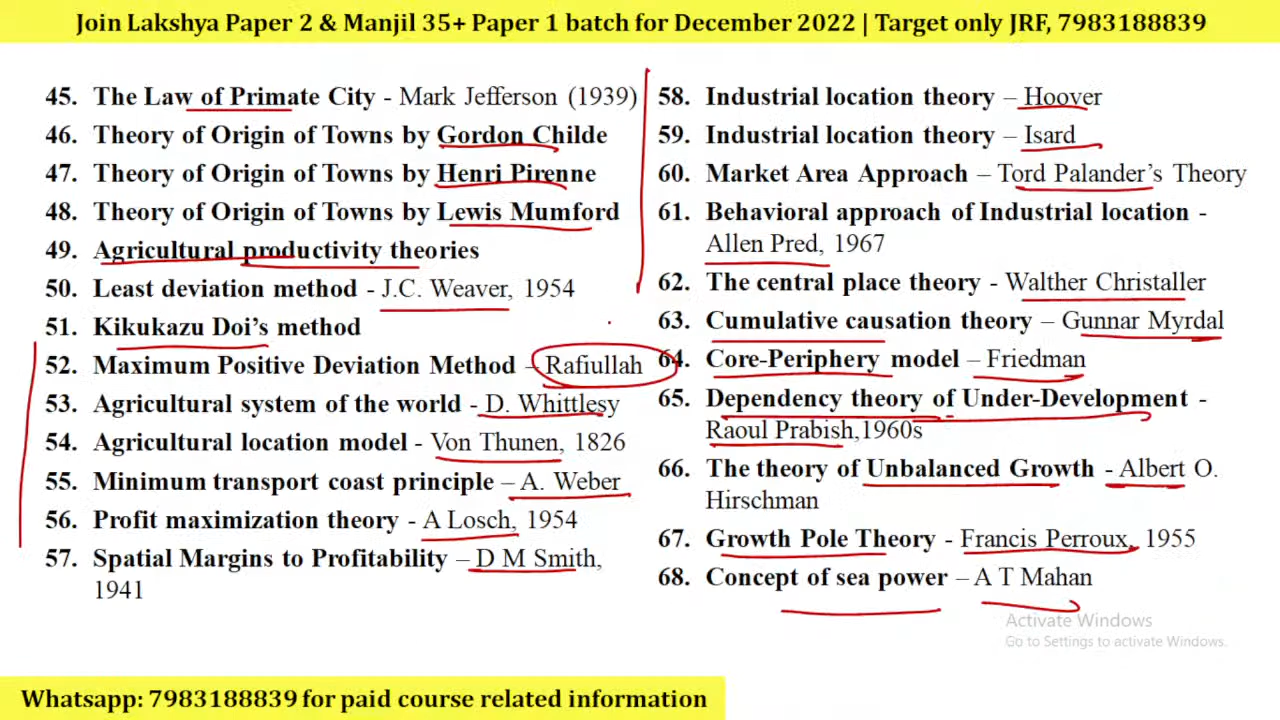 Join Lakshya Paper 2 & Manjil 35+ Paper 1 batch for December 2022 | Target only JRF, 7983188839
45. The Law of Primate City - Mark Jefferson (1939)
46. Theory of Origin of Towns by Gordon Childe
47. Theory of Origin of Towns by Henri Pirenne
48. Theory of Origin of Towns by Lewis Mumford
49. Agricultural productivity theories
50. Least deviation method - J.C. Weaver, 1954
51. Kikukazu Doi's method
52. Maximum Positive Deviation Method – Rafiullah
53. Agricultural system of the world - D. Whittlesy
54. Agricultural location model - Von Thunen, 1826
55. Minimum transport coast principle – A. Weber
56. Profit maximization theory - A Losch, 1954
57. Spatial Margins to Profitability – D M Smith,
1941
58. Industrial location theory – Hoover
59. Industrial location theory – Isard
60. Market Area Approach – Tord Palander's Theory
61. Behavioral approach of Industrial location -
Allen Pred, 1967
62. The central place theory - Walther Christaller
63. Cumulative causation theory – Gunnar Myrdal
64. Core-Periphery model – Friedman
65. Dependency theory of Under-Development -
Raoul Prabish,1960s
66. The theory of Unbalanced Growth - Albert O.
Hirschman
67. Growth Pole Theory - Francis Perroux, 1955
68. Concept of sea power – A T Mahan
Activate Windows
Go to Settings to activate Windows.
Whatsapp: 7983188839 for paid course related information